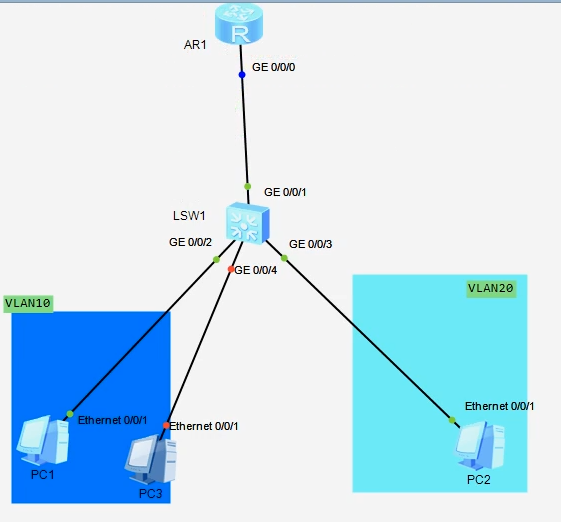 R
AR1
GE 0/0/0
GE 0/0/1
LSW1
GE 0/0/2
GE 0/0/3
GE 0/0/4
VLAN10
VLAN20
Ethernet 0/0/1
Ethernet 0/0/1
Ethernet 0/0/1
PC1
PC2
PC3